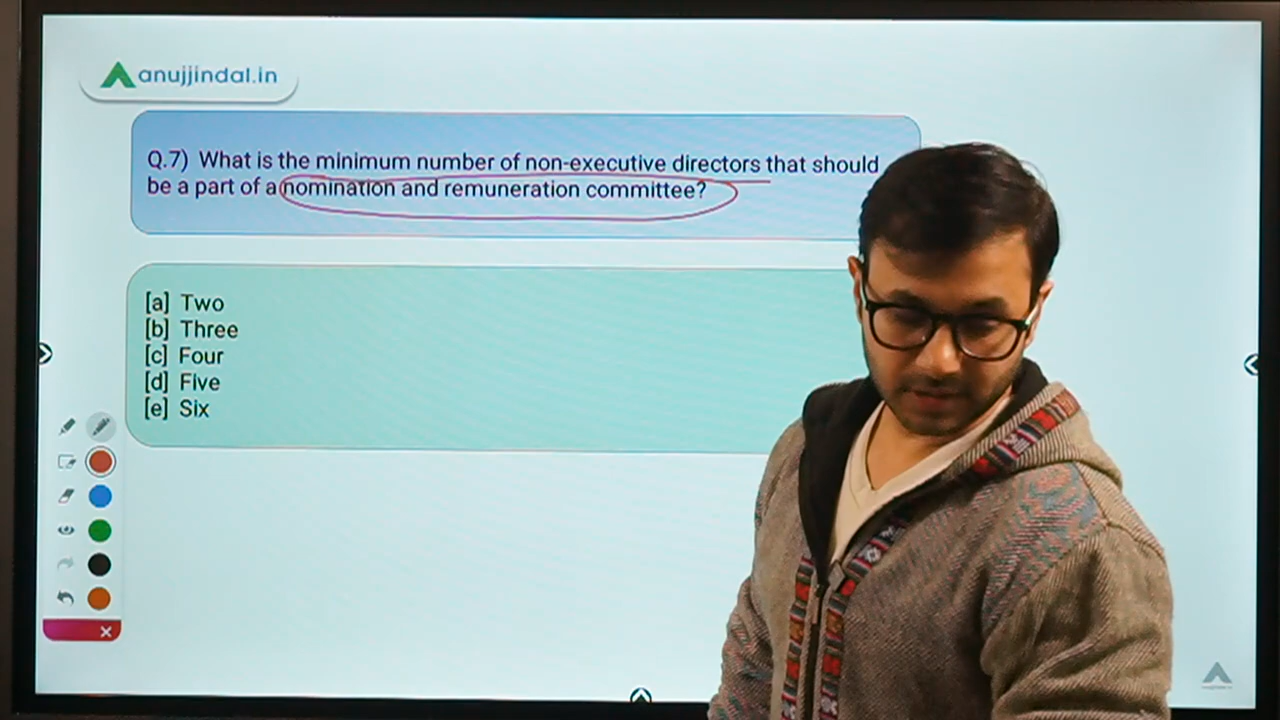 anujjindal.in
Q.7) What is the minimum number of non-executive directors that should
be a part of a nomination and remuneration committee?
[a] Two
[b] Three
[c] Four
[d] Five
[e] Six